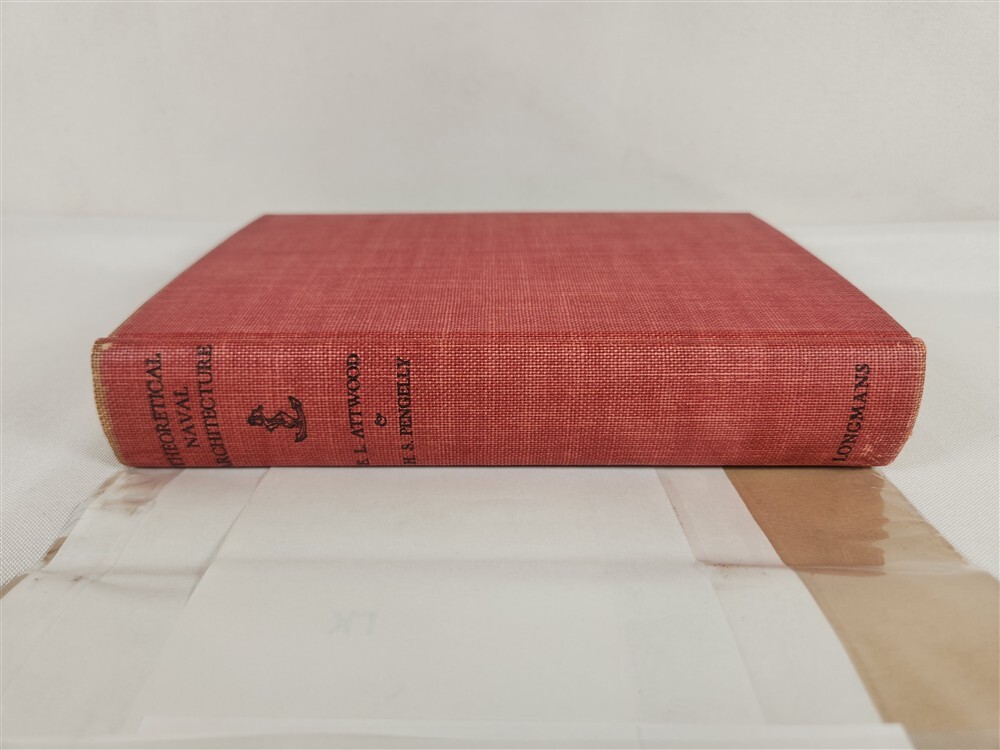 THEORETICAL
NAVAL
ARCHITECTURE
E. L. ATTWOOD
&
H. S. PENGELLY
LONGMANS